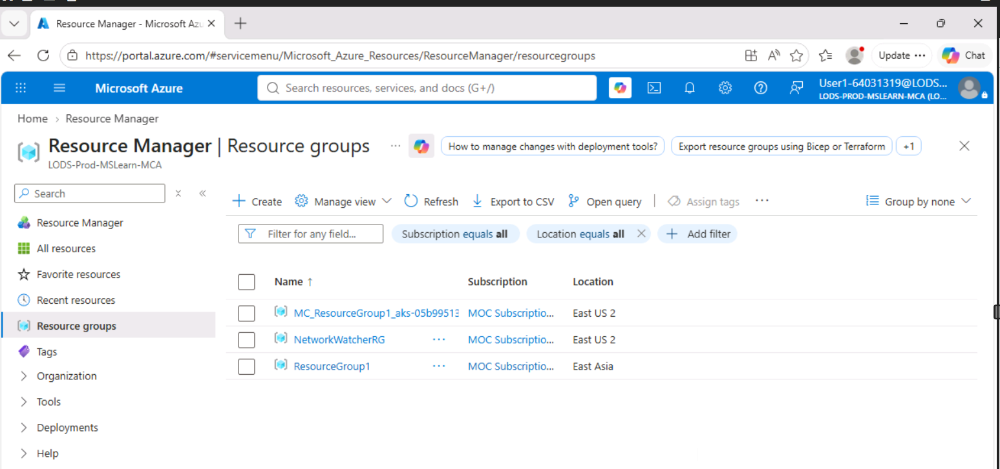 Resource Manager - Microsoft Azu
https://portal.azure.com/#servicemenu/Microsoft_Azure_Resources/ResourceManager/resourcegroups
Update
Chat
Microsoft Azure
Search resources, services, and docs (G+/)
User1-64031319@LODS...
LODS-PROD-MSLEARN-MCA (LO...
Home > Resource Manager
Resource Manager | Resource groups
...
How to manage changes with deployment tools?
Export resource groups using Bicep or Terraform
+1
LODS-Prod-MSLearn-MCA
Search
Resource Manager
All resources
Favorite resources
Recent resources
Resource groups
Tags
Organization
Tools
Deployments
Help
Create
Manage view
Refresh
Export to CSV
Open query
Assign tags
...
Group by none
Filter for any field...
Subscription equals all
Location equals all
Add filter
Name ↑ Subscription Location
MC_ResourceGroup1_aks-05b99513 MOC Subscriptio... East US 2
NetworkWatcherRG ... MOC Subscriptio... East US 2
ResourceGroup1 ... MOC Subscriptio... East Asia